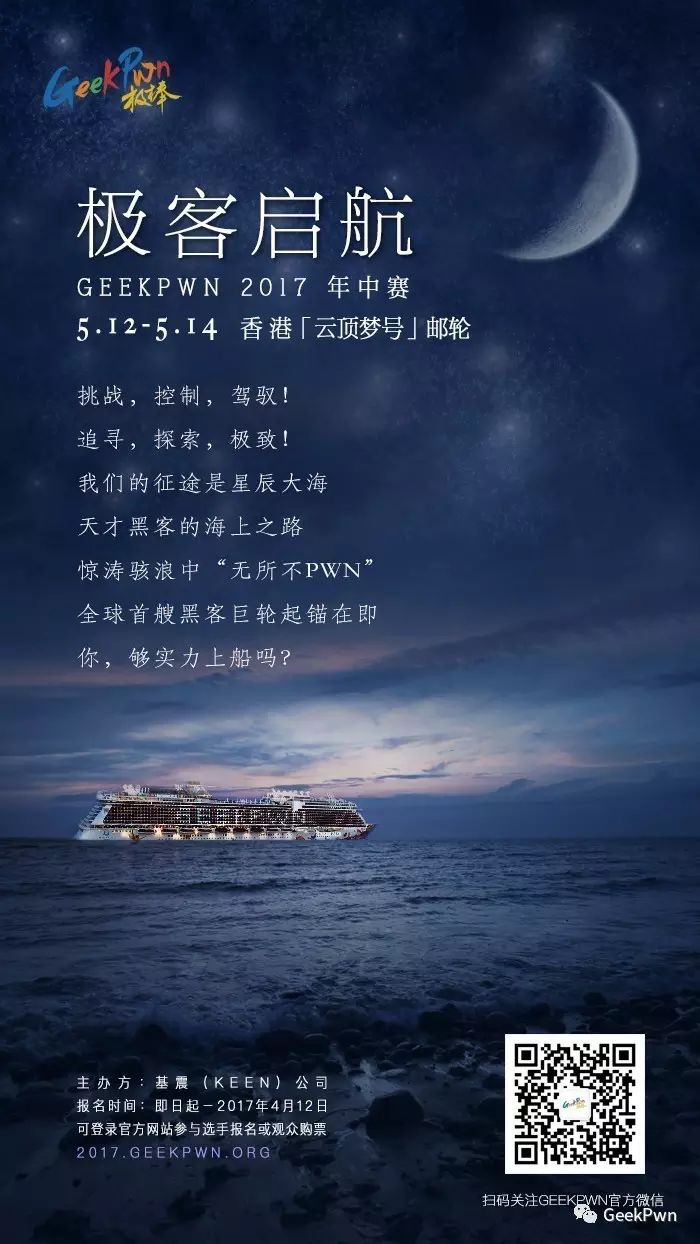 GeekPwn
极棒
极客启航
GEEKPWN 2017 年中赛
5.12-5.14 香港「云顶梦号」邮轮
挑战，控制，驾驭！
追寻，探索，极致！
我们的征途是星辰大海
天才黑客的海上之路
惊涛骇浪中“无所不PWN”
全球首艘黑客巨轮起锚在即
你，够实力上船吗？
主办方：基震（KEEN）公司
报名时间：即日起－2017年4月12日
可登录官方网站参与选手报名或观众购票
2017.GEEKPWN.ORG
GeekPwn
扫码关注GEEKPWN官方微信
GeekPwn